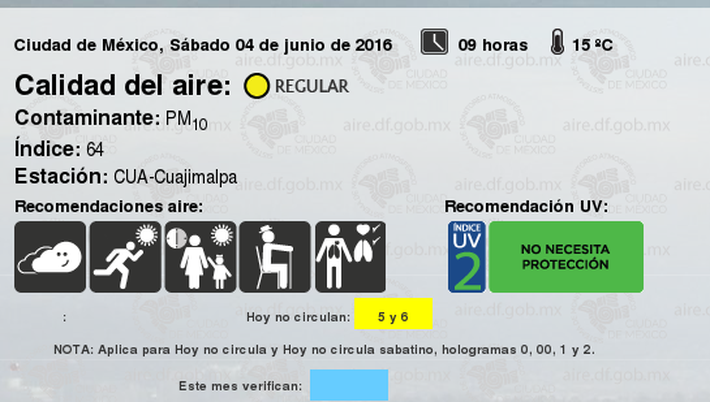 Ciudad de México, Sábado 04 de junio de 2016 09 horas 15 ºC
Calidad del aire: REGULAR
Contaminante: PM10
Índice: 64
Estación: CUA-Cuajimalpa
Recomendaciones aire:
Recomendación UV:
ÍNDICE
UV
2
NO NECESITA
PROTECCIÓN
: Hoy no circulan: 5 y 6
NOTA: Aplica para Hoy no circula y Hoy no circula sabatino, hologramas 0, 00, 1 y 2.
Este mes verifican:
aire.df.gob.mx
CIUDAD
DE MÉXICO